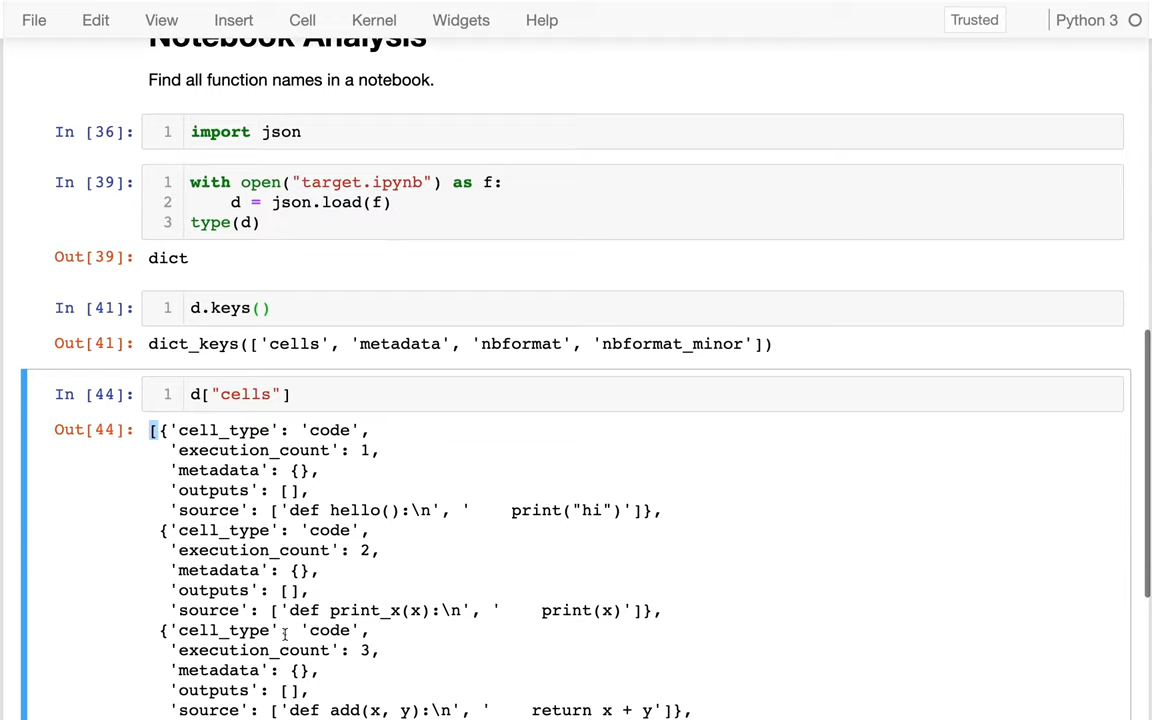 File Edit View Insert Cell Kernel Widgets Help Trusted Python 3
Notebook Analysis
Find all function names in a notebook.
In [36]: 1 import json
In [39]: 1 with open("target.ipynb") as f:
2     d = json.load(f)
3 type(d)
Out[39]: dict
In [41]: 1 d.keys()
Out[41]: dict_keys(['cells', 'metadata', 'nbformat', 'nbformat_minor'])
In [44]: 1 d["cells"]
Out[44]: [{'cell_type': 'code',
'execution_count': 1,
'metadata': {},
'outputs': [],
'source': ['def hello():\n', '    print("hi")']},
{'cell_type': 'code',
'execution_count': 2,
'metadata': {},
'outputs': [],
'source': ['def print_x(x):\n', '    print(x)']},
{'cell_type': 'code',
'execution_count': 3,
'metadata': {},
'outputs': [],
'source': ['def add(x, y):\n', '    return x + y']},